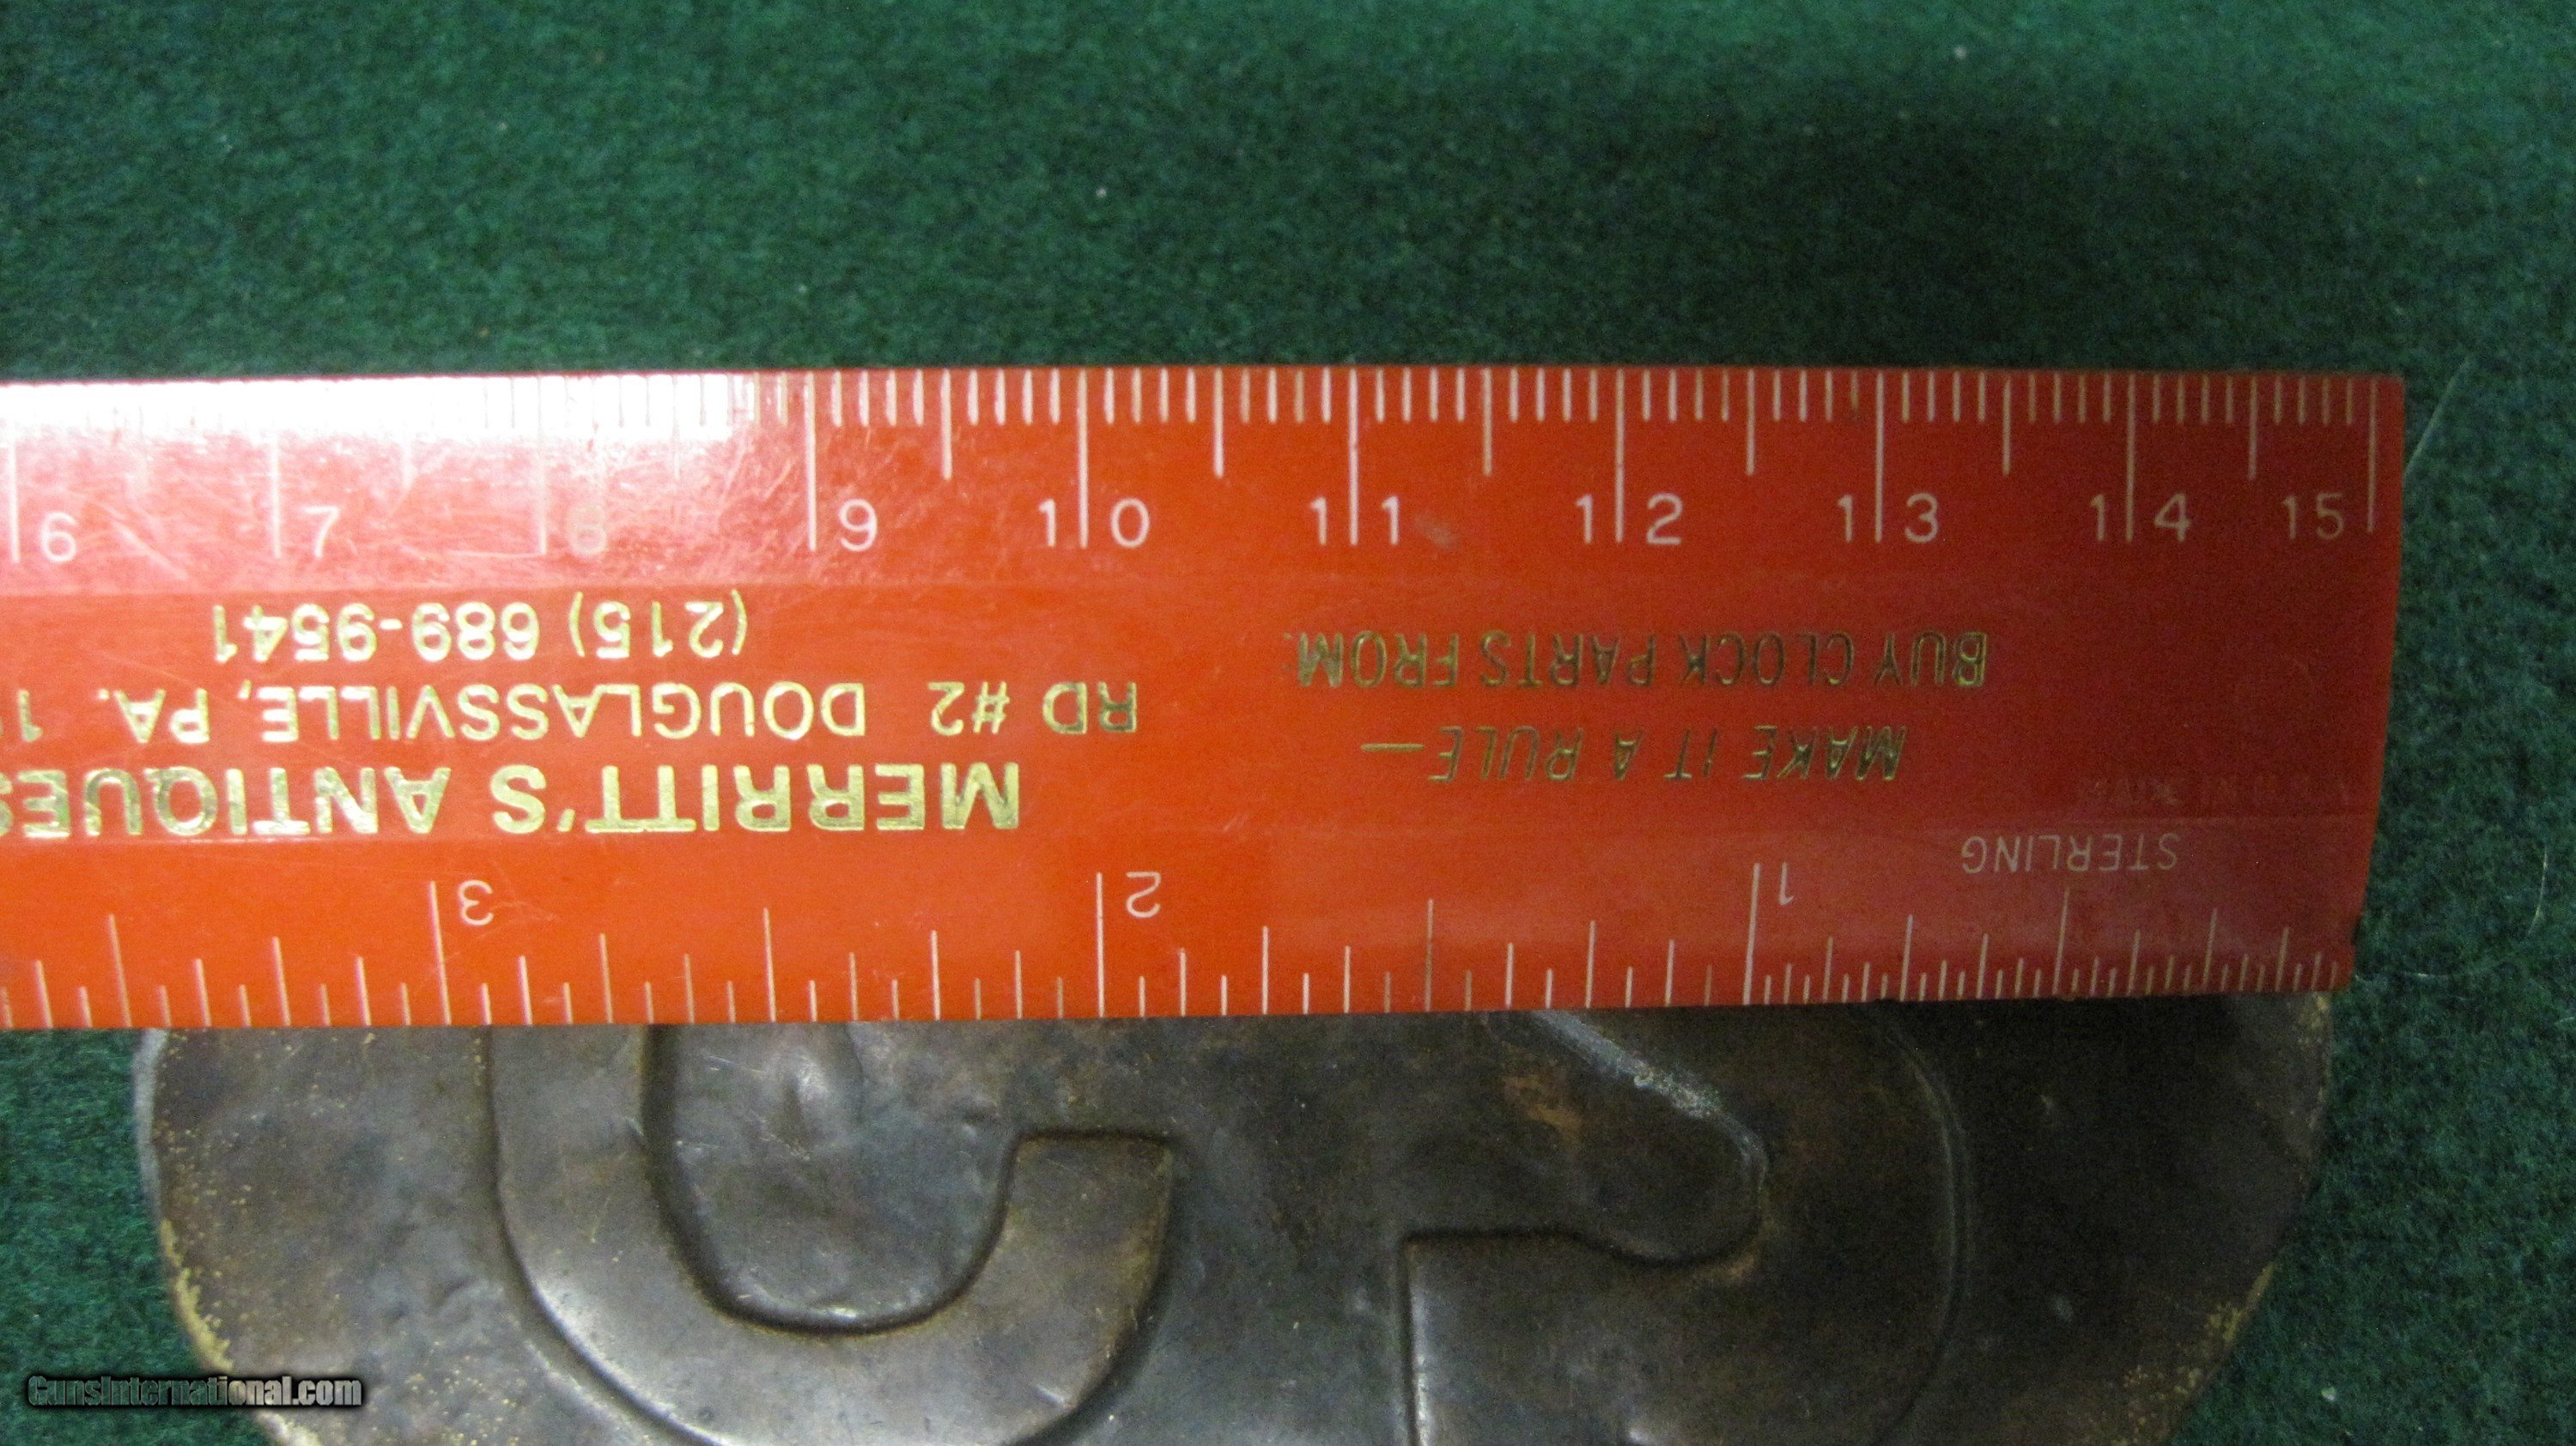 6 7 8 9 10 11 12 13 14 15
STERLING
MAKE IT A RULE—
BUY CLOCK PARTS FROM:
MERRITT'S ANTIQUES
RD #2 DOUGLASSVILLE, PA.
(215) 689-9541
1 2 3
GunsInternational.com